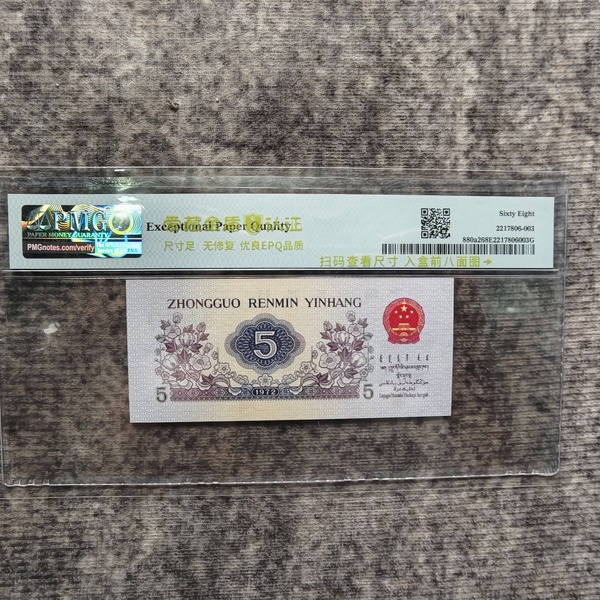 PMG
PAPER MONEY GUARANTY
PMGnotes.com/verify
Exceptional Paper Quality
认证
尺寸足 无修复 优良EPQ品质
Sixty Eight
2217806-003
880a268E2217806003G
扫码查看尺寸 入盒前八面图→
ZHONGGUO RENMIN YINHANG
5
5
1972
5